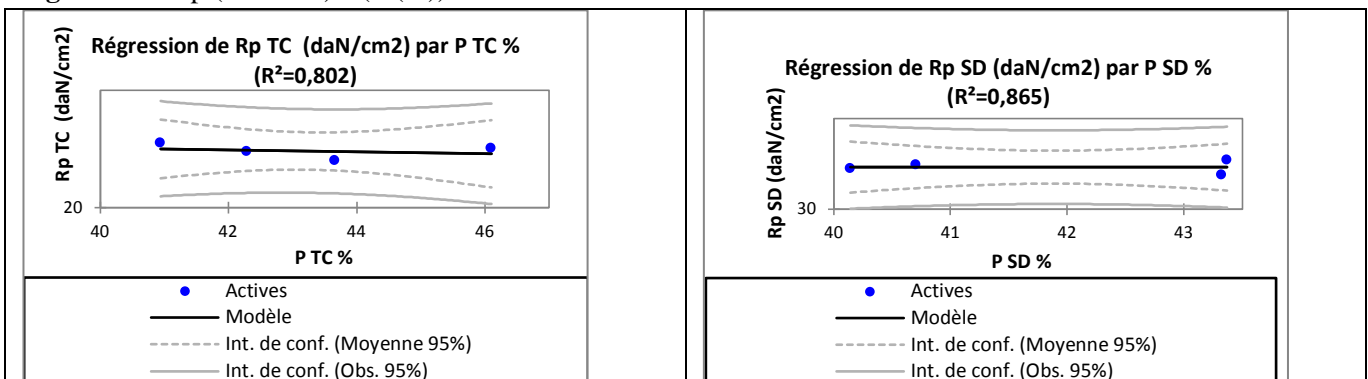 Régression de Rp TC (daN/cm2) par P TC %
(R²=0,802)
Rp TC (daN/cm2)
20
40
42
44
46
P TC %
Actives
Modèle
Int. de conf. (Moyenne 95%)
Int. de conf. (Obs. 95%)
Régression de Rp SD (daN/cm2) par P SD %
(R²=0,865)
Rp SD (daN/cm2)
30
40
41
42
43
P SD %
Actives
Modèle
Int. de conf. (Moyenne 95%)
Int. de conf. (Obs. 95%)